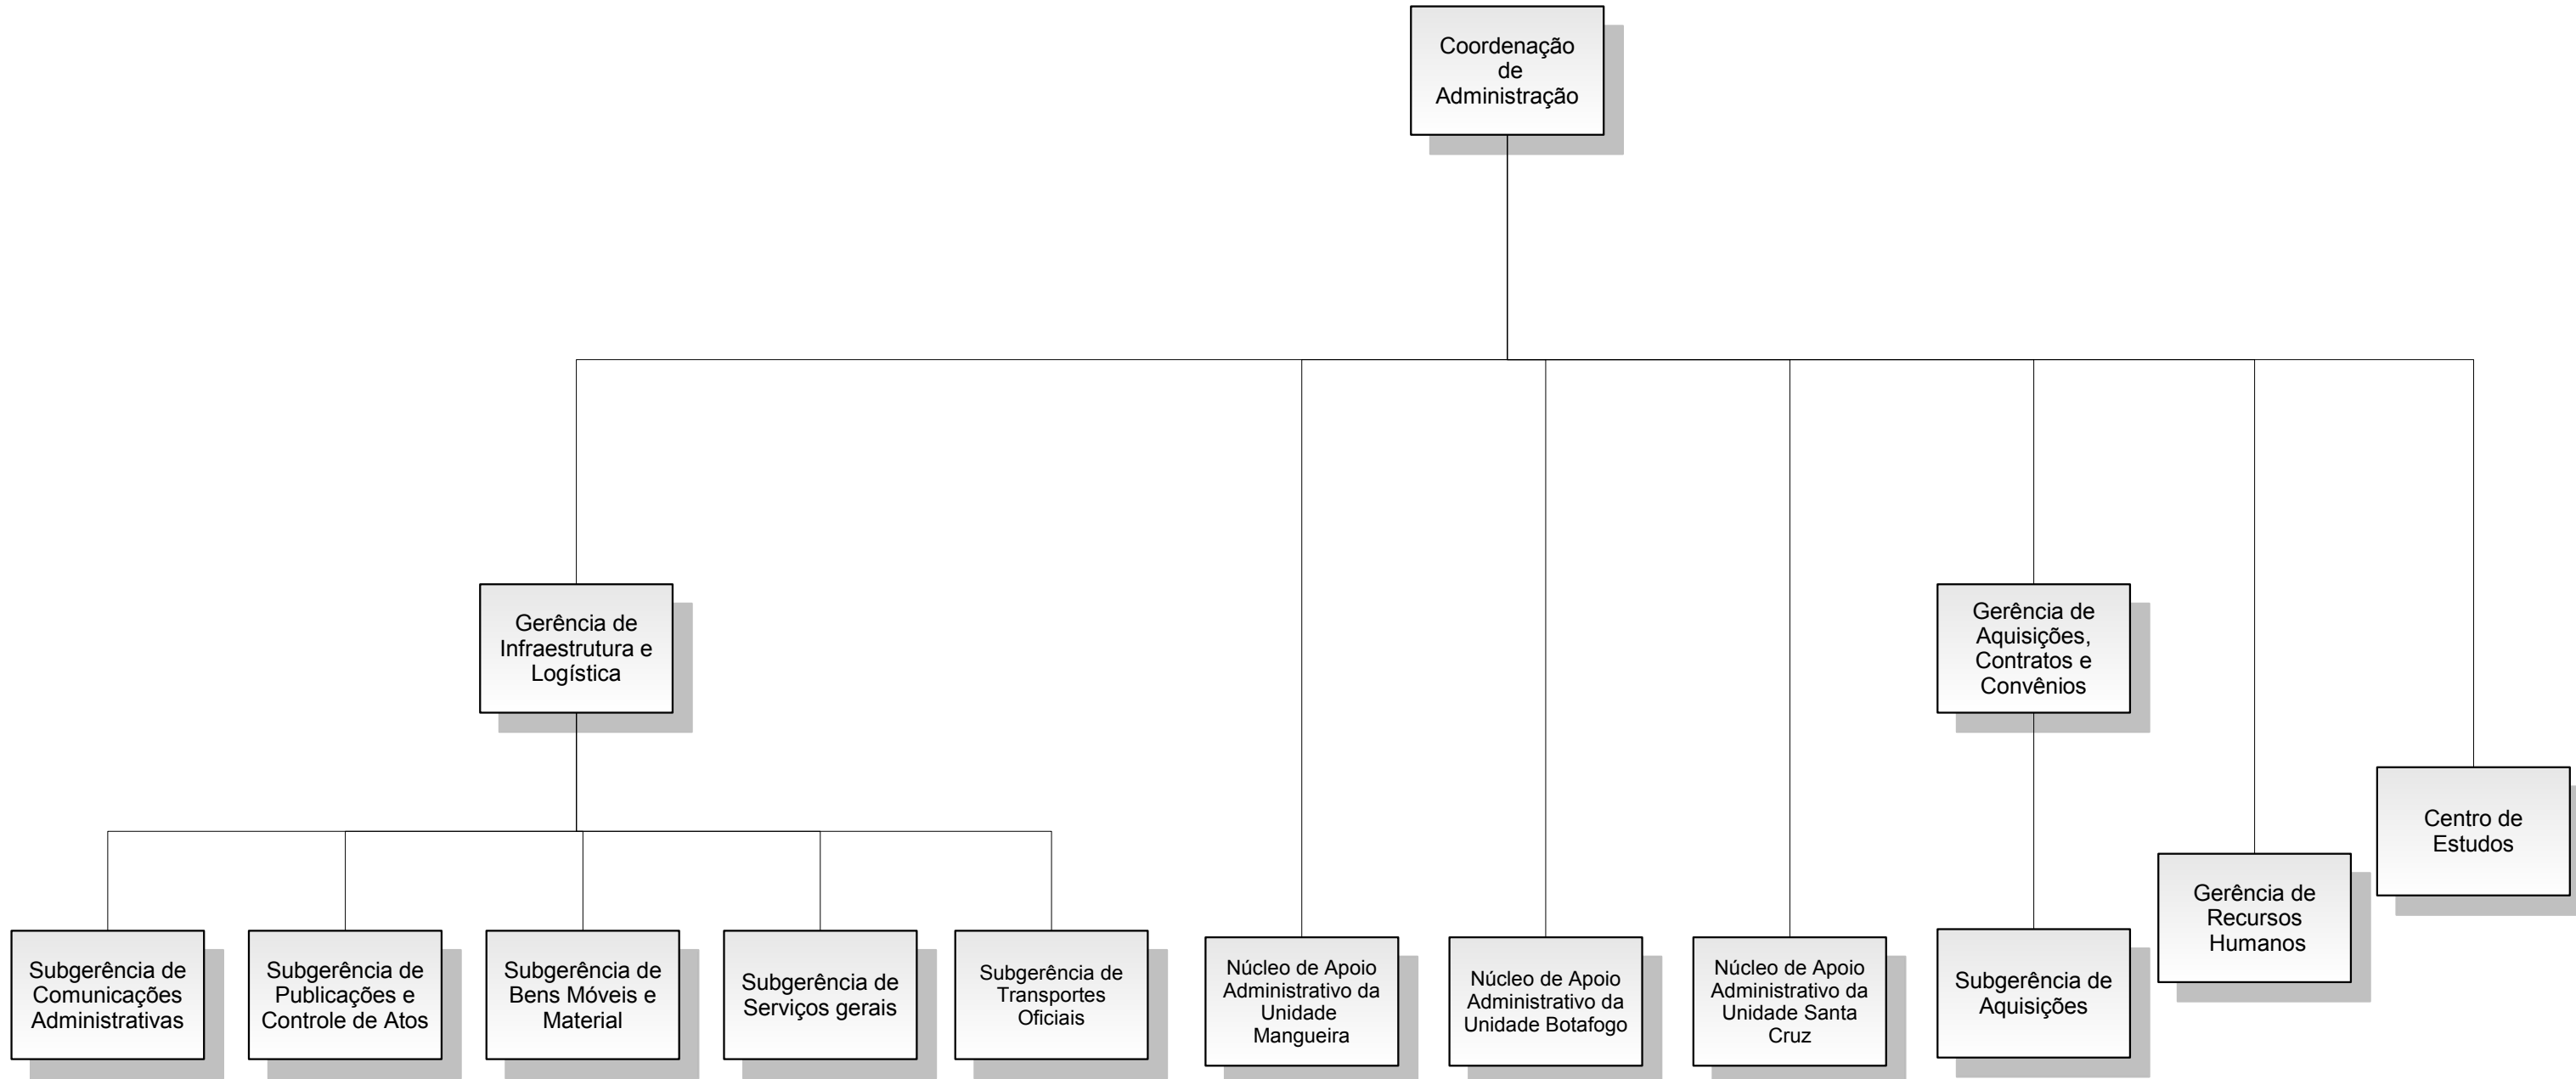 Coordenação
de
Administração
Gerência de
Infraestrutura e
Logística
Gerência de
Aquisições,
Contratos e
Convênios
Centro de
Estudos
Gerência de
Recursos
Humanos
Subgerência de
Comunicações
Administrativas
Subgerência de
Publicações e
Controle de Atos
Subgerência de
Bens Móveis e
Material
Subgerência de
Serviços gerais
Subgerência de
Transportes
Oficiais
Núcleo de Apoio
Administrativo da
Unidade
Mangueira
Núcleo de Apoio
Administrativo da
Unidade Botafogo
Núcleo de Apoio
Administrativo da
Unidade Santa
Cruz
Subgerência de
Aquisições